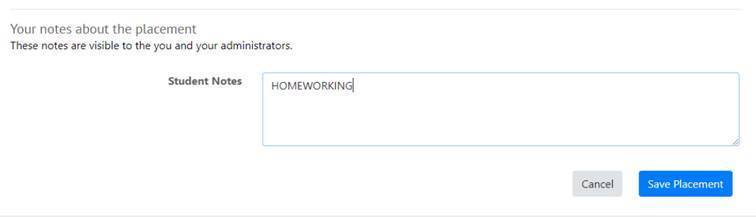 Your notes about the placement
These notes are visible to the you and your administrators.
Student Notes
HOMEWORKING
Cancel
Save Placement